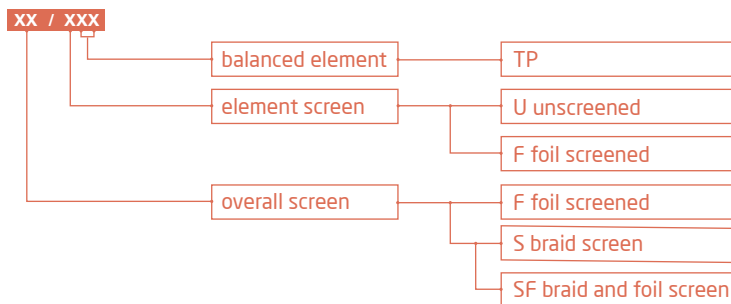 XX / XXX
balanced element
TP
element screen
U unscreened
F foil screened
overall screen
F foil screened
S braid screen
SF braid and foil screen